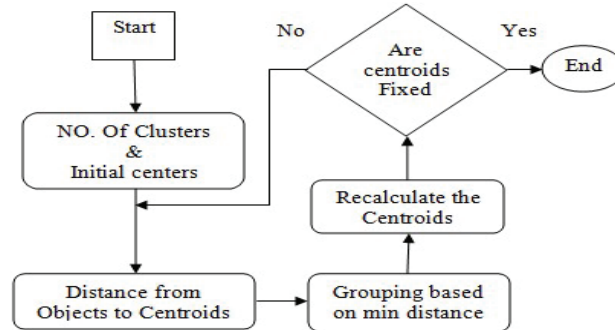 Start
NO. Of Clusters
&
Initial centers
Distance from
Objects to Centroids
Grouping based
on min distance
Recalculate the
Centroids
Are
centroids
Fixed
No
Yes
End